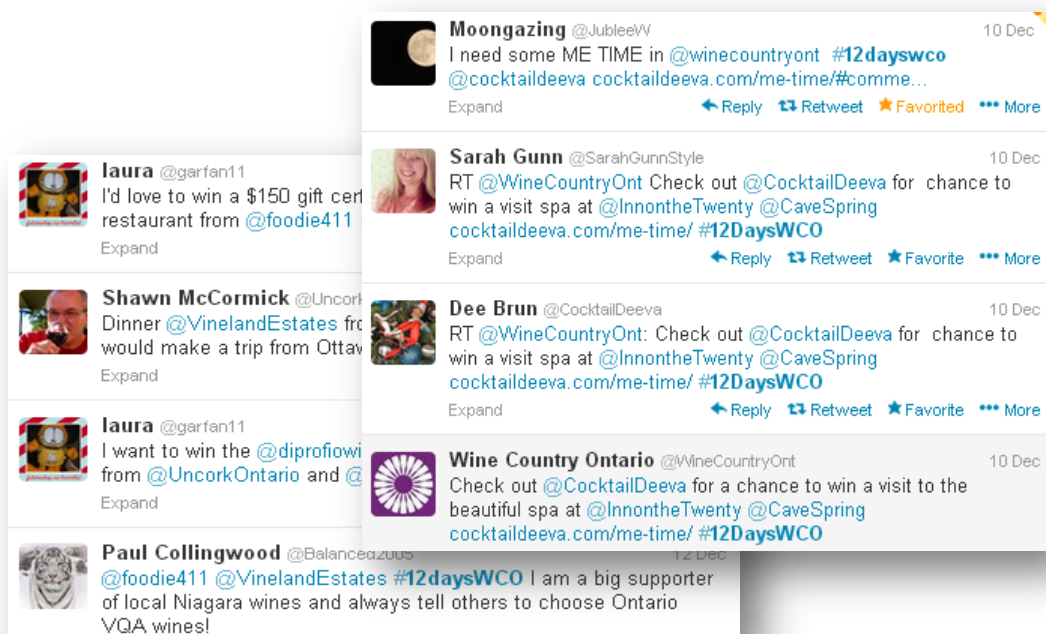 Moongazing @JubleeW 10 Dec
I need some ME TIME in @winecountryont #12dayswco
@cocktaildeeva cocktaildeeva.com/me-time/#comme...
Expand Reply Retweet Favorited More
Sarah Gunn @SarahGunnStyle 10 Dec
RT @WineCountryOnt Check out @CocktailDeeva for chance to
win a visit spa at @InnontheTwenty @CaveSpring
cocktaildeeva.com/me-time/ #12DaysWCO
Expand Reply Retweet Favorite More
Dee Brun @CocktailDeeva 10 Dec
RT @WineCountryOnt: Check out @CocktailDeeva for chance to
win a visit spa at @InnontheTwenty @CaveSpring
cocktaildeeva.com/me-time/ #12DaysWCO
Expand Reply Retweet Favorite More
Wine Country Ontario @WineCountryOnt 10 Dec
Check out @CocktailDeeva for a chance to win a visit to the
beautiful spa at @InnontheTwenty @CaveSpring
cocktaildeeva.com/me-time/ #12DaysWCO
laura @garfan11
I'd love to win a $150 gift cert
restaurant from @foodie411
Expand
Shawn McCormick @Uncork
Dinner @VinelandEstates fro
would make a trip from Ottaw
Expand
laura @garfan11
I want to win the @diprofiowi
from @UncorkOntario and @
Expand
Paul Collingwood @Balanced2005 12 Dec
@foodie411 @VinelandEstates #12daysWCO I am a big supporter
of local Niagara wines and always tell others to choose Ontario
VQA wines!